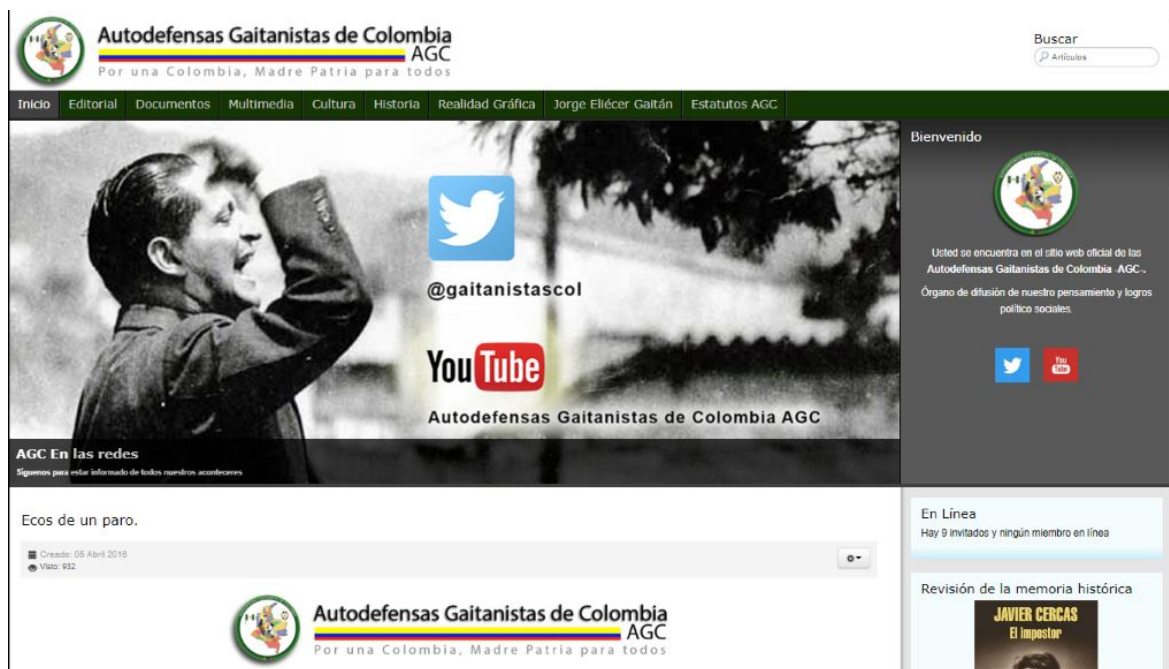 Autodefensas Gaitanistas de Colombia
AGC
Por una Colombia, Madre Patria para todos
Buscar
Artículos
Inicio Editorial Documentos Multimedia Cultura Historia Realidad Gráfica Jorge Eliécer Gaitán Estatutos AGC
@gaitanistascol
YouTube
Autodefensas Gaitanistas de Colombia AGC
AGC En las redes
Síguenos para estar informado de todos nuestros aconteceres
Bienvenido
Usted se encuentra en el sitio web oficial de las
Autodefensas Gaitanistas de Colombia -AGC-.
Órgano de difusión de nuestro pensamiento y logros
político sociales.
You
Tube
Ecos de un paro.
Creado: 05 Abril 2016
Visto: 932
Autodefensas Gaitanistas de Colombia
AGC
Por una Colombia, Madre Patria para todos
En Línea
Hay 9 invitados y ningún miembro en línea
Revisión de la memoria histórica
JAVIER CERCAS
El impostor